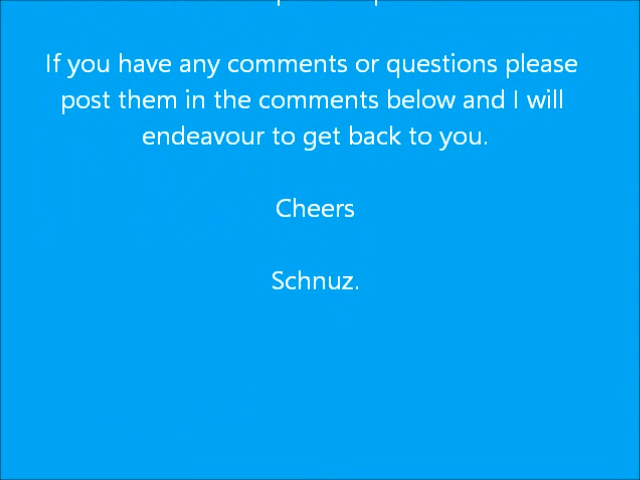 If you have any comments or questions please
post them in the comments below and I will
endeavour to get back to you.
Cheers
Schnuz.